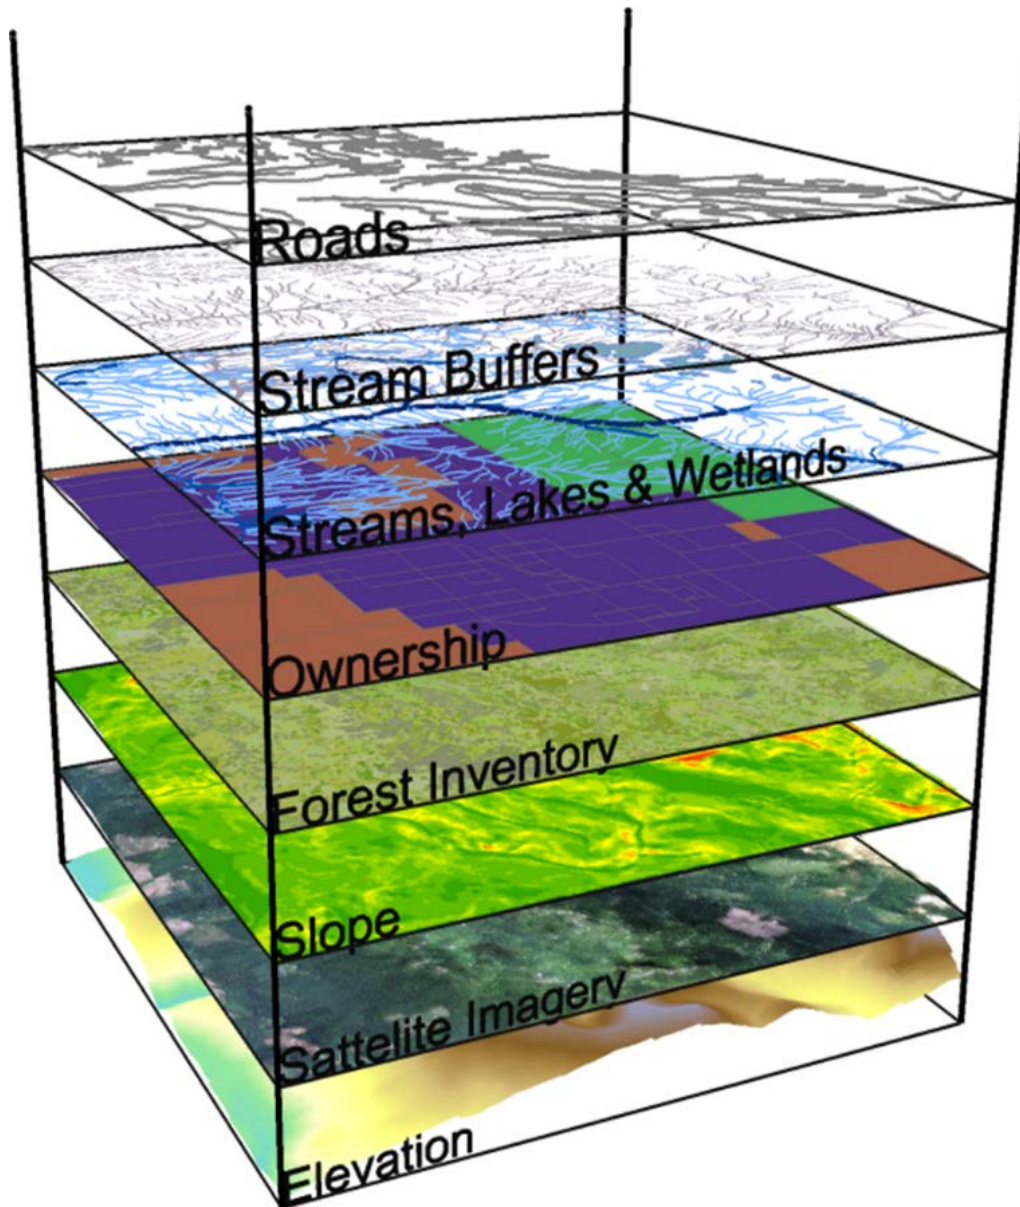 Roads
Stream Buffers
Streams, Lakes & Wetlands
Ownership
Forest Inventory
Slope
Sattelite Imagery
Elevation